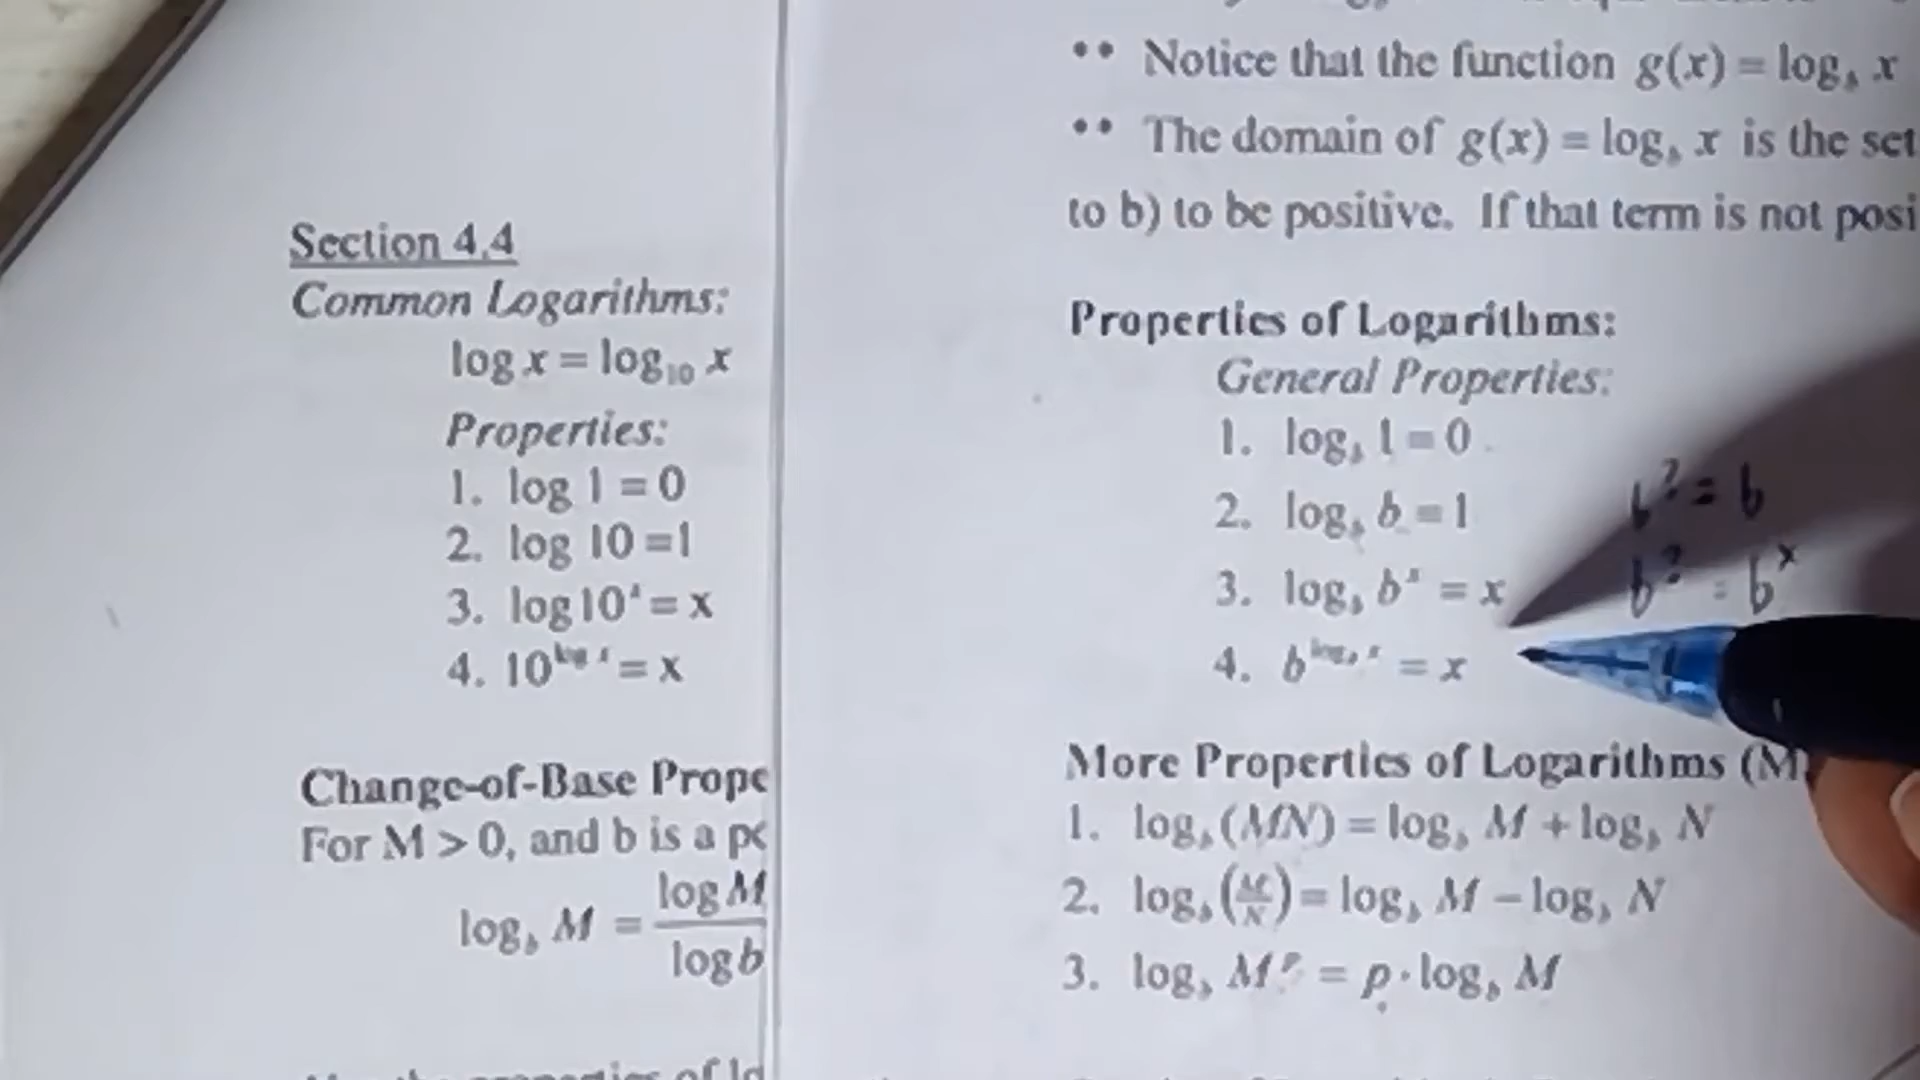 Section 4.4
Common Logarithms:
log x = log₁₀ x
Properties:
1. log 1 = 0
2. log 10 =1
3. log 10ˣ = x
4. 10^(log x) = x
Change-of-Base Prope
For M > 0, and b is a
log_b M = log M / log b
•• Notice that the function g(x) = log_b x
•• The domain of g(x) = log_b x is the set
to b) to be positive. If that term is not posi
Properties of Logarithms:
General Properties:
1. log_b 1 = 0
2. log_b b = 1
b^? = b
3. log_b bˣ = x
b^? = bˣ
4. b^(log_b x) = x
More Properties of Logarithms (M,
1. log_b (MN) = log_b M + log_b N
2. log_b (M/N) = log_b M – log_b N
3. log_b Mᵖ = p · log_b M